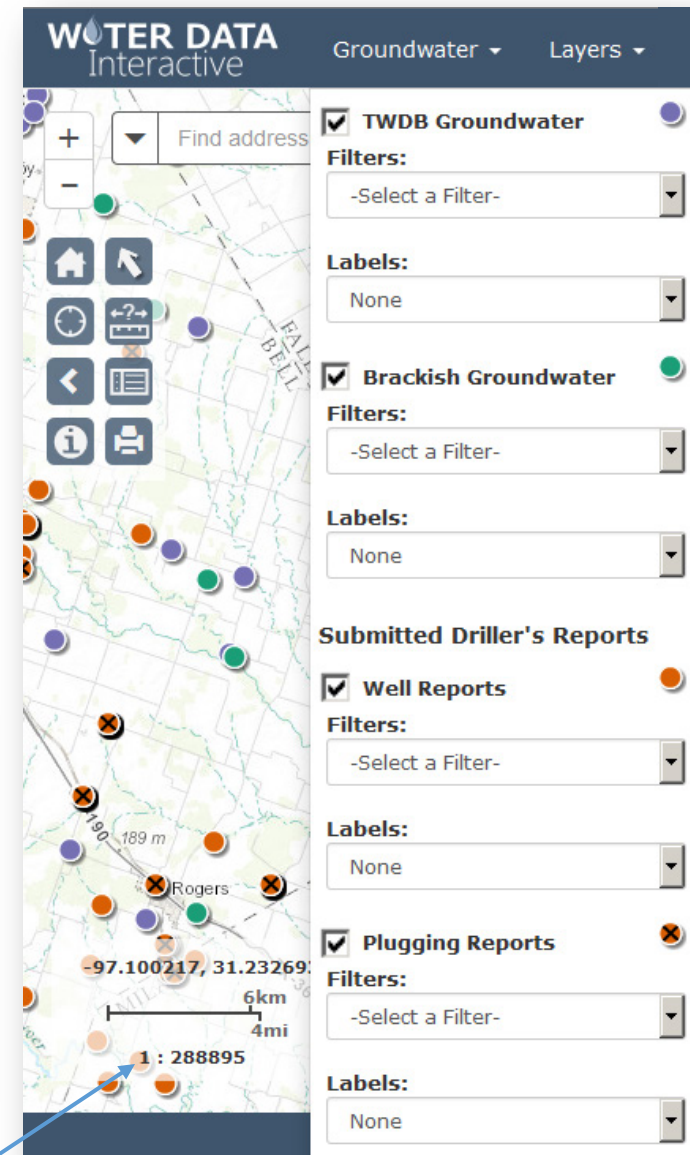 WATER DATA
Interactive
Groundwater
Layers
+
Find address
−
TWDB Groundwater
Filters:
-Select a Filter-
Labels:
None
Brackish Groundwater
Filters:
-Select a Filter-
Labels:
None
Submitted Driller's Reports
Well Reports
Filters:
-Select a Filter-
Labels:
None
Plugging Reports
Filters:
-Select a Filter-
Labels:
None
BELL
190
189 m
Rogers
-97.100217, 31.23269
6km
4mi
1 : 288895